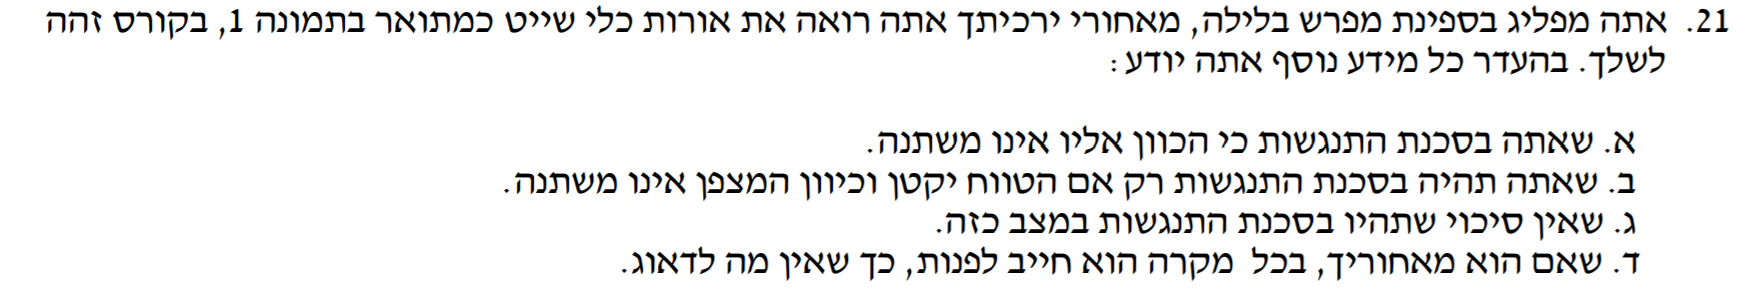 21. אתה מפליג בספינת מפרש בלילה, מאחורי ירכיתך אתה רואה את אורות כלי שייט כמתואר בתמונה 1, בקורס זהה
לשלך. בהעדר כל מידע נוסף אתה יודע:
א. שאתה בסכנת התנגשות כי הכוון אליו אינו משתנה.
ב. שאתה תהיה בסכנת התנגשות רק אם הטווח יקטן וכיוון המצפן אינו משתנה.
ג. שאין סיכוי שתהיו בסכנת התנגשות במצב כזה.
ד. שאם הוא מאחוריך, בכל  מקרה הוא חייב לפנות, כך שאין מה לדאוג.